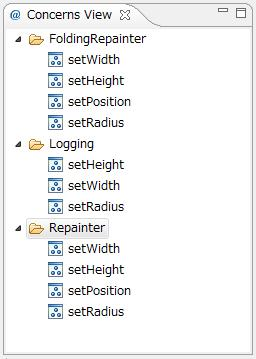 @ Concerns View
FoldingRepainter
setWidth
setHeight
setPosition
setRadius
Logging
setHeight
setWidth
setRadius
Repainter
setWidth
setHeight
setPosition
setRadius